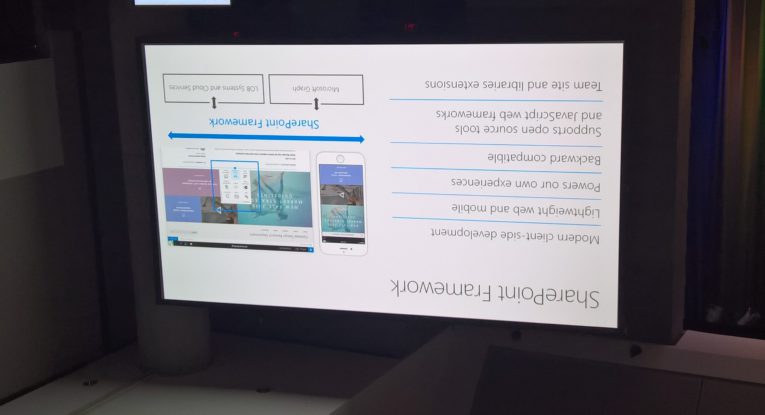 SharePoint Framework
Modern client-side development
Lightweight web and mobile
Powers our own experiences
Backward compatible
Supports open source tools
and JavaScript web frameworks
Team site and libraries extensions
SharePoint Framework
Microsoft Graph
LOB Systems and Cloud Services